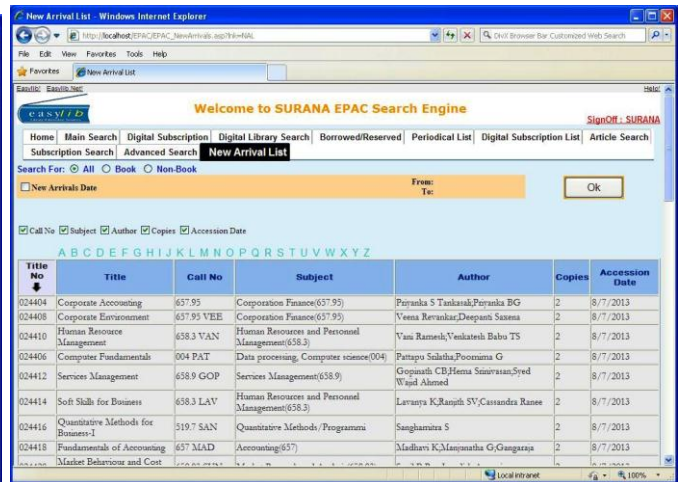 New Arrival List - Windows Internet Explorer
http://localhost/EPAC/EPAC_NewArrivals.asp?lnk=NAL
DivX Browser Bar Customized Web Search
File Edit View Favorites Tools Help
Favorites New Arrival List
Easylib! Easylib.Net! Help!
easylib
Welcome to SURANA EPAC Search Engine
SignOff : SURANA
Home Main Search Digital Subscription Digital Library Search Borrowed/Reserved Periodical List Digital Subscription List Article Search
Subscription Search Advanced Search New Arrival List
Search For: All Book Non-Book
New Arrivals Date From: To: Ok
Call No Subject Author Copies Accession Date
A B C D E F G H I J K L M N O P Q R S T U V W X Y Z
Title No Title Call No Subject Author Copies Accession Date
024404 Corporate Accounting 657.95 Corporation Finance(657.95) Priyanka S Tankasali;Priyanka BG 2 8/7/2013
024408 Corporate Environment 657.95 VEE Corporation Finance(657.95) Veena Revankar;Deepanti Saxena 2 8/7/2013
024410 Human Resource Management 658.3 VAN Human Resources and Personnel Management(658.3) Vani Ramesh;Venkatesh Babu TS 2 8/7/2013
024406 Computer Fundamentals 004 PAT Data processing, Computer science(004) Pattapu Srilatha;Poornima G 2 8/7/2013
024412 Services Management 658.9 GOP Services Management(658.9) Gopinath CB;Hema Srinivasan;Syed Wajid Ahmed 2 8/7/2013
024414 Soft Skills for Business 658.3 LAV Human Resources and Personnel Management(658.3) Lavanya K;Ranjith SV;Cassandra Ranee 2 8/7/2013
024416 Quantitative Methods for Business-I 519.7 SAN Quantitative Methods/Programmi Sanghamitra S 2 8/7/2013
024418 Fundamentals of Accounting 657 MAD Accounting(657) Madhavi K;Manjunatha G;Gangaraja 2 8/7/2013
Market Behaviour and Cost
Local intranet 100%